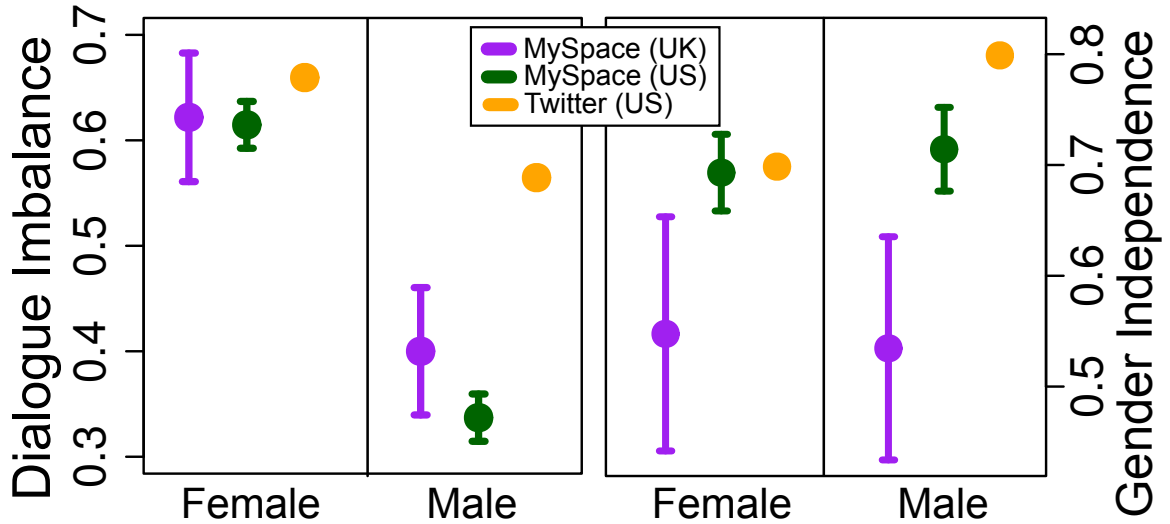 Dialogue Imbalance
0.7
0.6
0.5
0.4
0.3
MySpace (UK)
MySpace (US)
Twitter (US)
0.8
0.7
0.6
0.5
Gender Independence
Female
Male
Female
Male